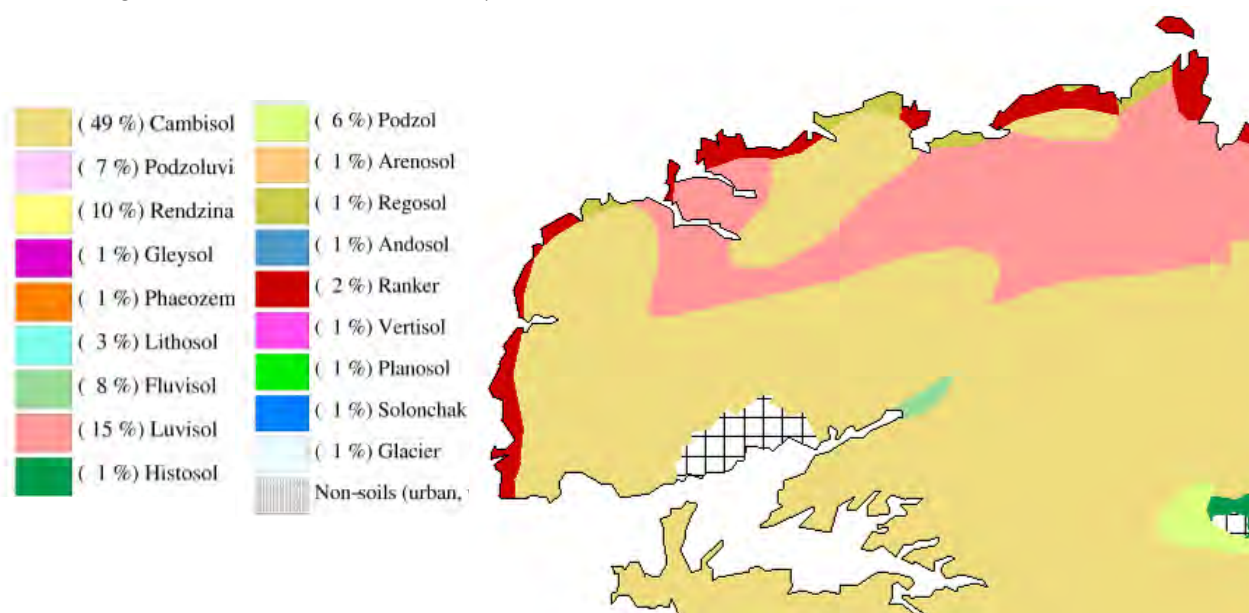 ( 49 %) Cambisol
( 7 %) Podzoluvi
( 10 %) Rendzina
( 1 %) Gleysol
( 1 %) Phaeozem
( 3 %) Lithosol
( 8 %) Fluvisol
( 15 %) Luvisol
( 1 %) Histosol
( 6 %) Podzol
( 1 %) Arenosol
( 1 %) Regosol
( 1 %) Andosol
( 2 %) Ranker
( 1 %) Vertisol
( 1 %) Planosol
( 1 %) Solonchak
( 1 %) Glacier
Non-soils (urban,